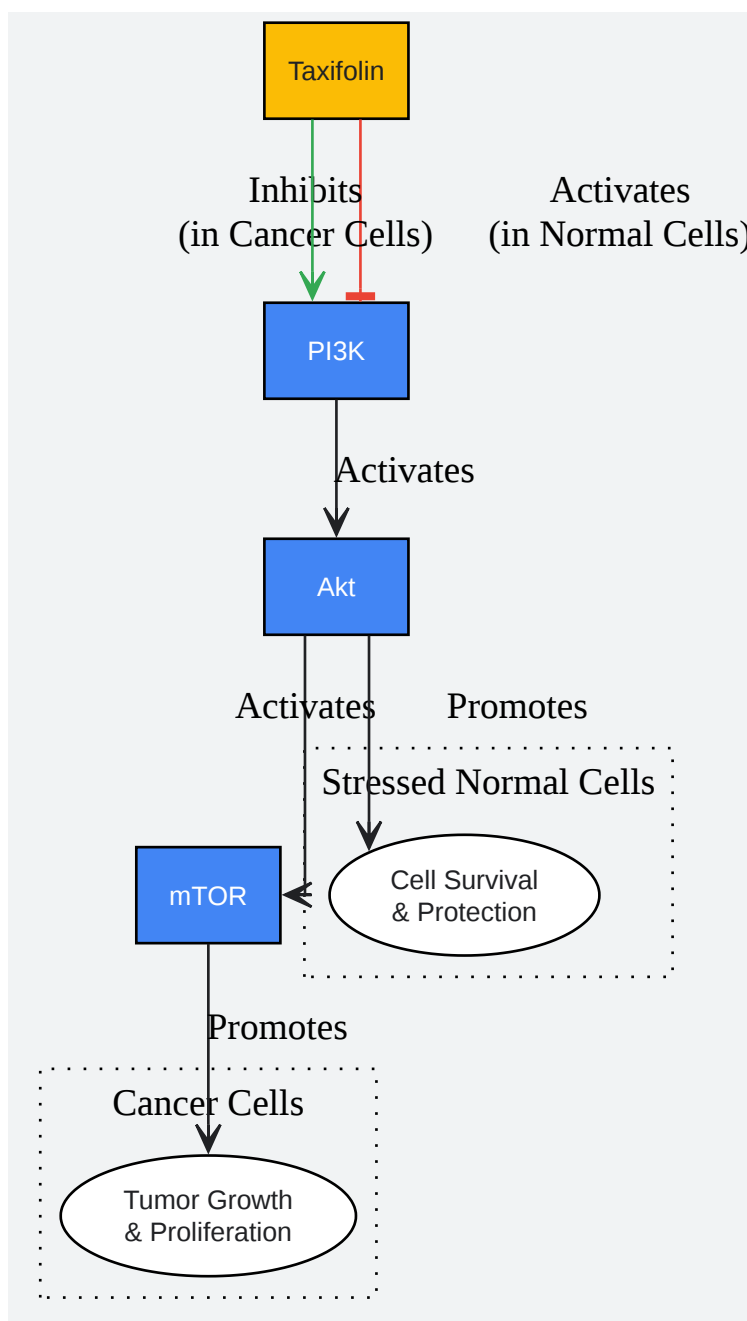 Taxifolin
Inhibits
(in Cancer Cells)
Activates
(in Normal Cells)
PI3K
Activates
Akt
Activates
Promotes
Stressed Normal Cells
mTOR
Cell Survival
& Protection
Promotes
Cancer Cells
Tumor Growth
& Proliferation